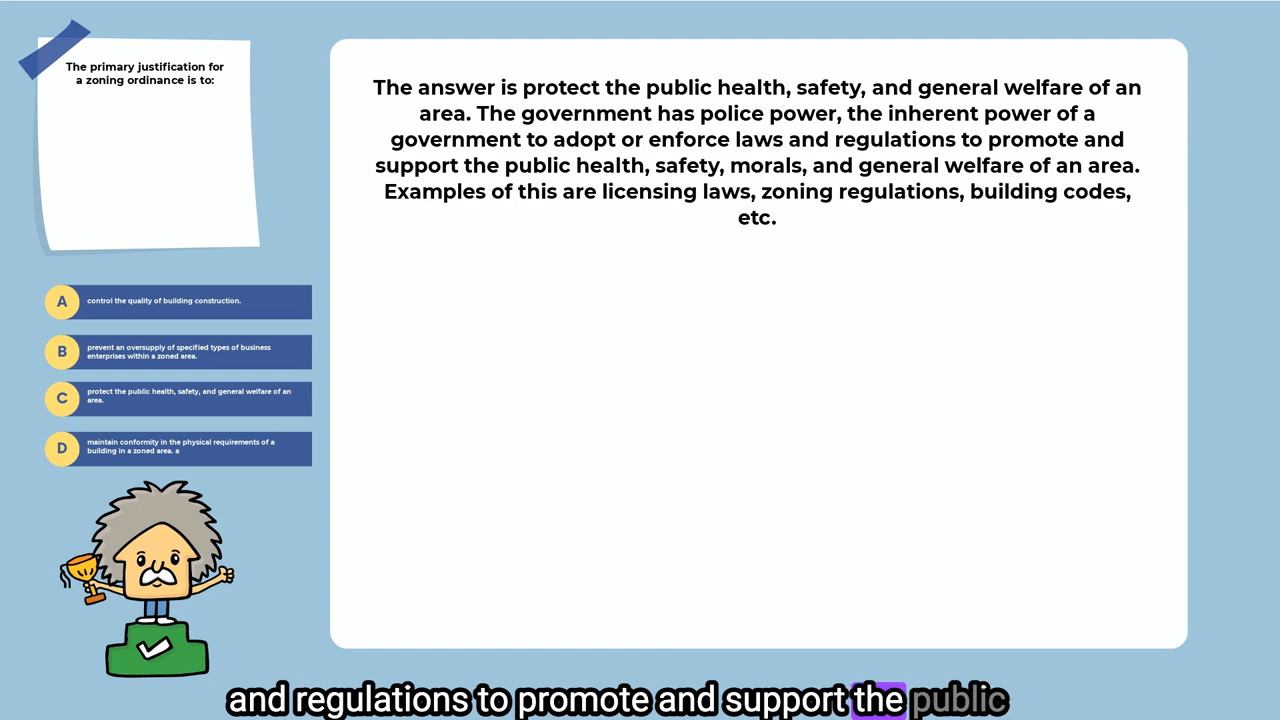 The primary justification for
a zoning ordinance is to:
The answer is protect the public health, safety, and general welfare of an
area. The government has police power, the inherent power of a
government to adopt or enforce laws and regulations to promote and
support the public health, safety, morals, and general welfare of an area.
Examples of this are licensing laws, zoning regulations, building codes,
etc.
A
control the quality of building construction.
B
prevent an oversupply of specified types of business
enterprises within a zoned area.
C
protect the public health, safety, and general welfare of an
area.
D
maintain conformity in the physical requirements of a
building in a zoned area. a
and regulations to promote and support the public